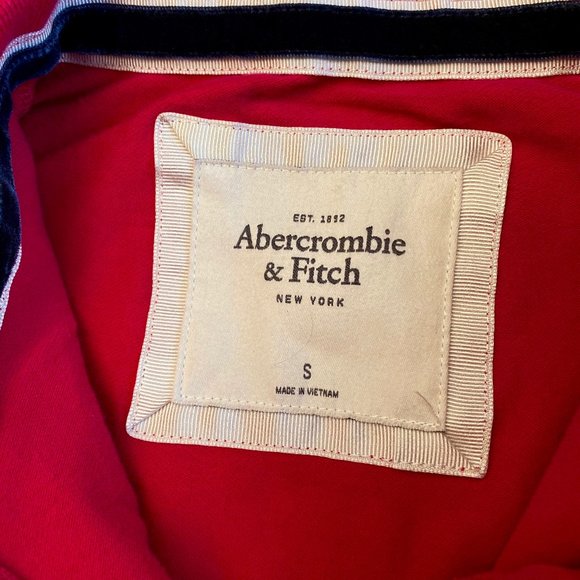 EST. 1892
Abercrombie
& Fitch
NEW YORK
S
MADE IN VIETNAM